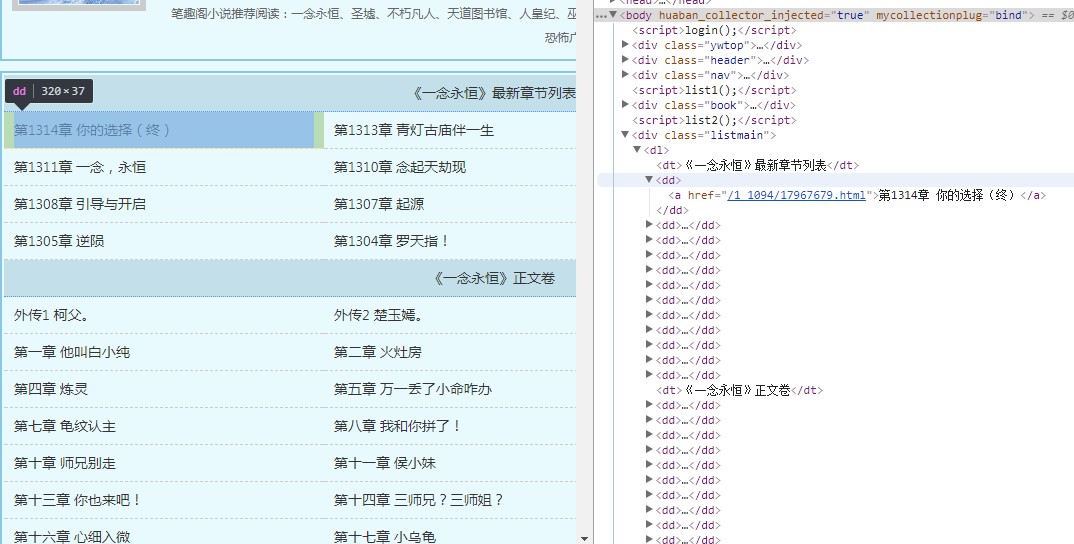 笔趣阁小说推荐阅读：一念永恒、圣墟、不朽凡人、天道图书馆、人皇纪、巫
恐怖广
dd 320×37
《一念永恒》最新章节列表
第1314章 你的选择（终） 第1313章 青灯古庙伴一生
第1311章 一念，永恒 第1310章 念起天劫现
第1308章 引导与开启 第1307章 起源
第1305章 逆陨 第1304章 罗天指！
《一念永恒》正文卷
外传1 柯父。 外传2 楚玉嫣。
第一章 他叫白小纯 第二章 火灶房
第四章 炼灵 第五章 万一丢了小命咋办
第七章 龟纹认主 第八章 我和你拼了！
第十章 师兄别走 第十一章 侯小妹
第十三章 你也来吧！ 第十四章 三师兄？三师姐？
第十六章 心细入微 第十七章 小乌龟
<head>…</head>
<body huaban_collector_injected="true" mycollectionplug="bind"> == $0
<script>login();</script>
<div class="ywtop">…</div>
<div class="header">…</div>
<div class="nav">…</div>
<script>list1();</script>
<div class="book">…</div>
<script>list2();</script>
<div class="listmain">
<dl>
<dt>《一念永恒》最新章节列表</dt>
<dd>
<a href="/1_1094/17967679.html">第1314章 你的选择（终）</a>
</dd>
<dd>…</dd>
<dd>…</dd>
<dd>…</dd>
<dd>…</dd>
<dd>…</dd>
<dd>…</dd>
<dd>…</dd>
<dd>…</dd>
<dd>…</dd>
<dd>…</dd>
<dd>…</dd>
<dt>《一念永恒》正文卷</dt>
<dd>…</dd>
<dd>…</dd>
<dd>…</dd>
<dd>…</dd>
<dd>…</dd>
<dd>…</dd>
<dd>…</dd>
<dd>…</dd>
<dd>…</dd>
<dd>…</dd>